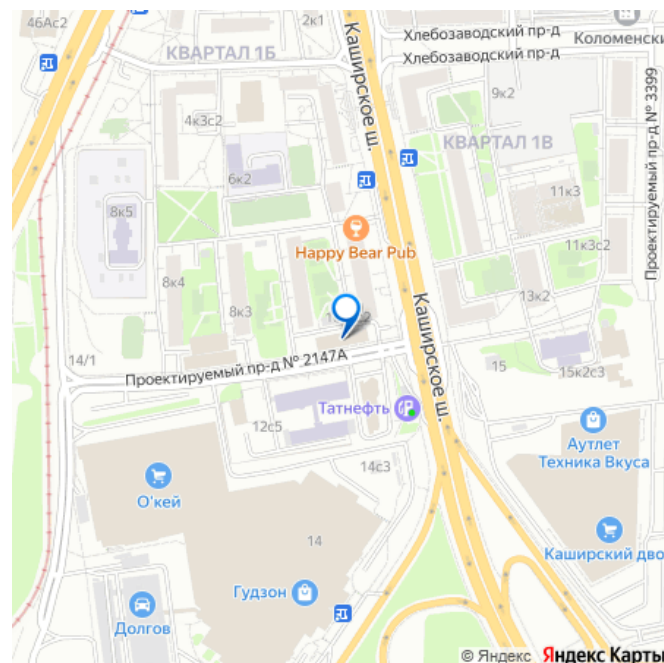 46Ас2
2к1
Хлебозаводский пр-д
Коломенски
КВАРТАЛ 1Б
Хлебозаводский пр-д
Каширское ш.
9к2
Проектируемый пр-д № 3399
4к3с2
КВАРТАЛ 1В
6к2
11к3
8к5
Happy Bear Pub
11к3с2
8к4
8к3
13к2
Каширское ш.
14/1
Проектируемый пр-д № 2147А
15
15к2с3
Татнефть
12с5
Аутлет
Техника Вкуса
14с3
О'кей
14
Каширский дво
Гудзон
Долгов
© Яндекс Яндекс Карты